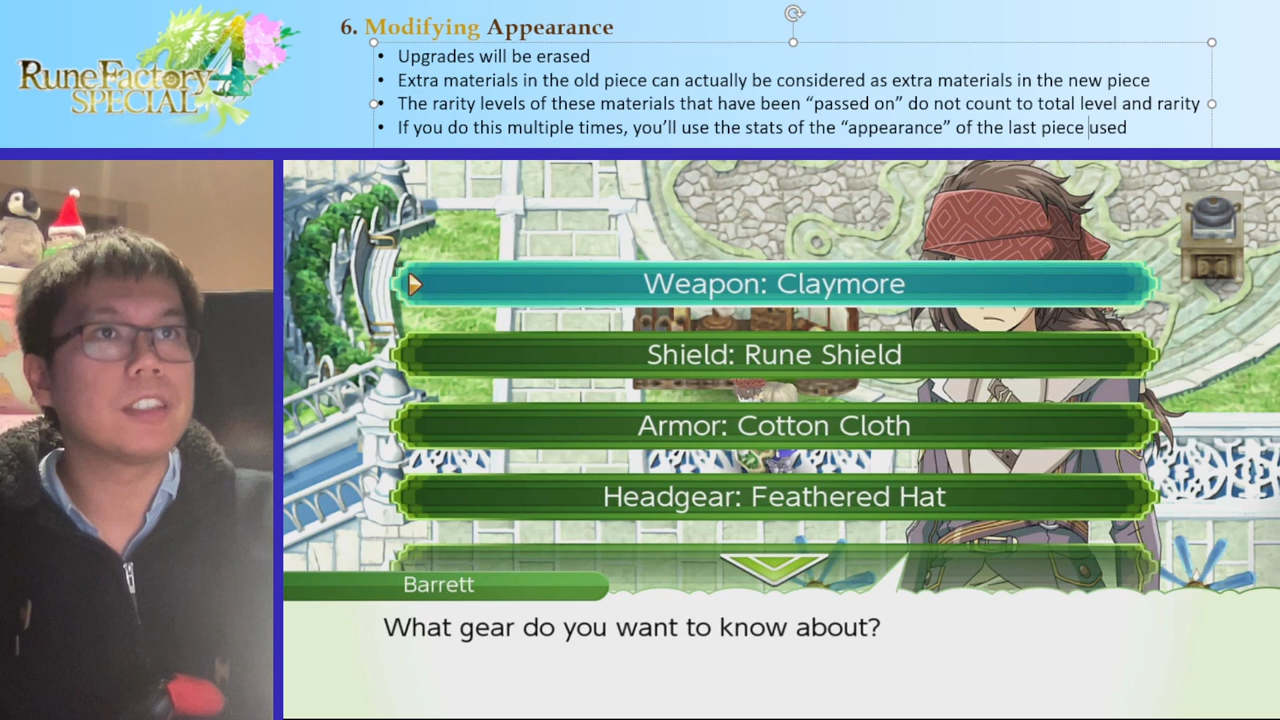 RuneFactory 4
SPECIAL
6. Modifying Appearance
• Upgrades will be erased
• Extra materials in the old piece can actually be considered as extra materials in the new piece
• The rarity levels of these materials that have been “passed on” do not count to total level and rarity
• If you do this multiple times, you’ll use the stats of the “appearance” of the last piece used
Weapon: Claymore
Shield: Rune Shield
Armor: Cotton Cloth
Headgear: Feathered Hat
Barrett
What gear do you want to know about?